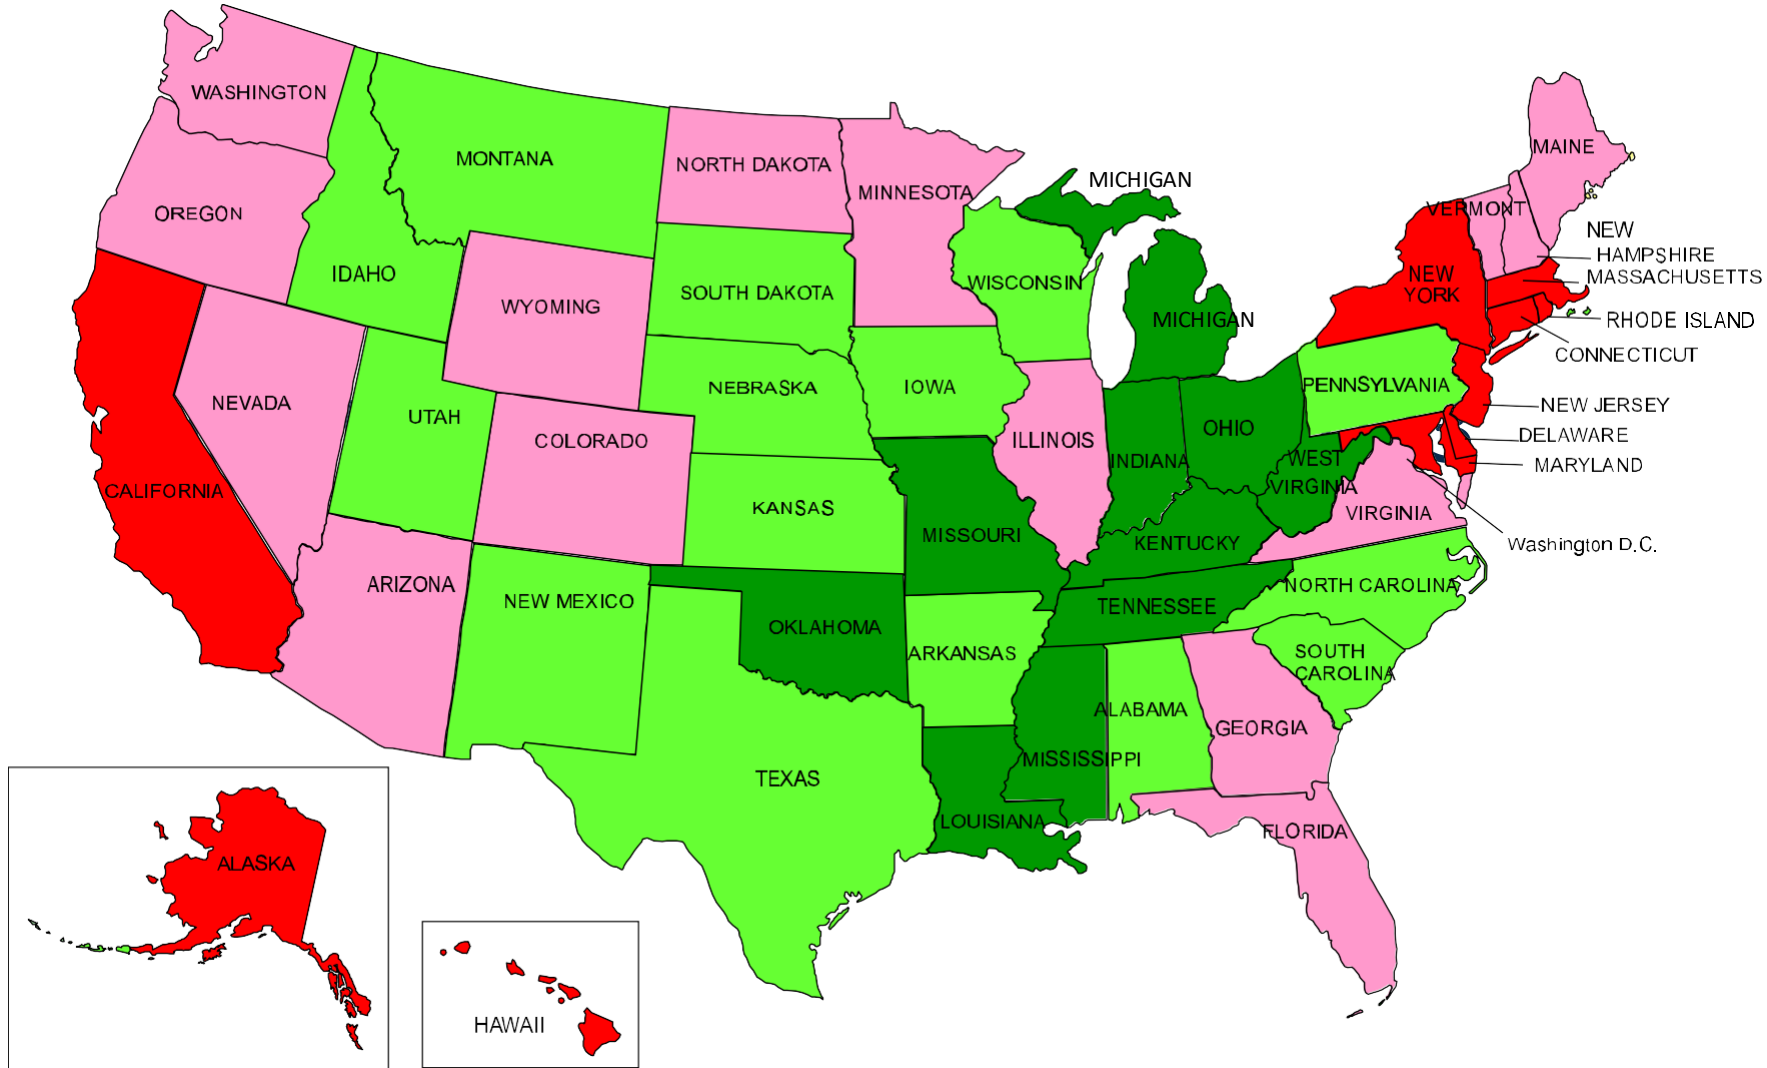 WASHINGTON
MONTANA
NORTH DAKOTA
MINNESOTA
MICHIGAN
MAINE
VERMONT
OREGON
IDAHO
NEW
HAMPSHIRE
WYOMING
SOUTH DAKOTA
WISCONSIN
MICHIGAN
NEW
YORK
MASSACHUSETTS
RHODE ISLAND
CONNECTICUT
NEVADA
UTAH
NEBRASKA
IOWA
PENNSYLVANIA
NEW JERSEY
COLORADO
ILLINOIS
OHIO
DELAWARE
INDIANA
WEST
VIRGINIA
MARYLAND
CALIFORNIA
KANSAS
MISSOURI
KENTUCKY
VIRGINIA
Washington D.C.
ARIZONA
NEW MEXICO
OKLAHOMA
TENNESSEE
NORTH CAROLINA
ARKANSAS
SOUTH
CAROLINA
ALABAMA
GEORGIA
MISSISSIPPI
TEXAS
LOUISIANA
FLORIDA
ALASKA
HAWAII